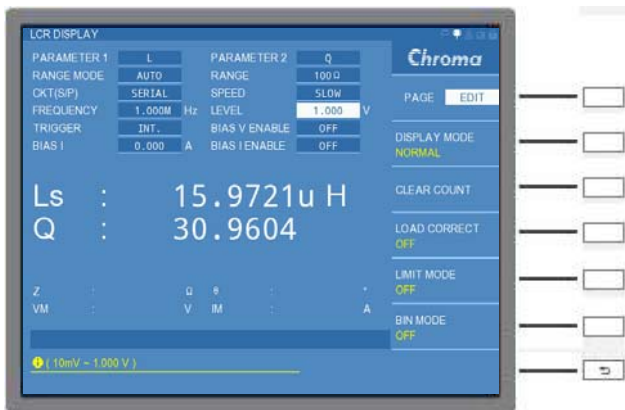 LCR DISPLAY
Chroma
PARAMETER 1 L PARAMETER 2 Q
RANGE MODE AUTO RANGE 100 Ω
CKT(S/P) SERIAL SPEED SLOW
FREQUENCY 1.000M Hz LEVEL 1.000 V
TRIGGER INT. BIAS V ENABLE OFF
BIAS I 0.000 A BIAS I ENABLE OFF
PAGE EDIT
DISPLAY MODE
NORMAL
CLEAR COUNT
LOAD CORRECT
OFF
LIMIT MODE
OFF
BIN MODE
OFF
Ls : 15.9721u H
Q : 30.9604
Z : Ω θ : °
VM : V IM : A
( 10mV ~ 1.000 V )